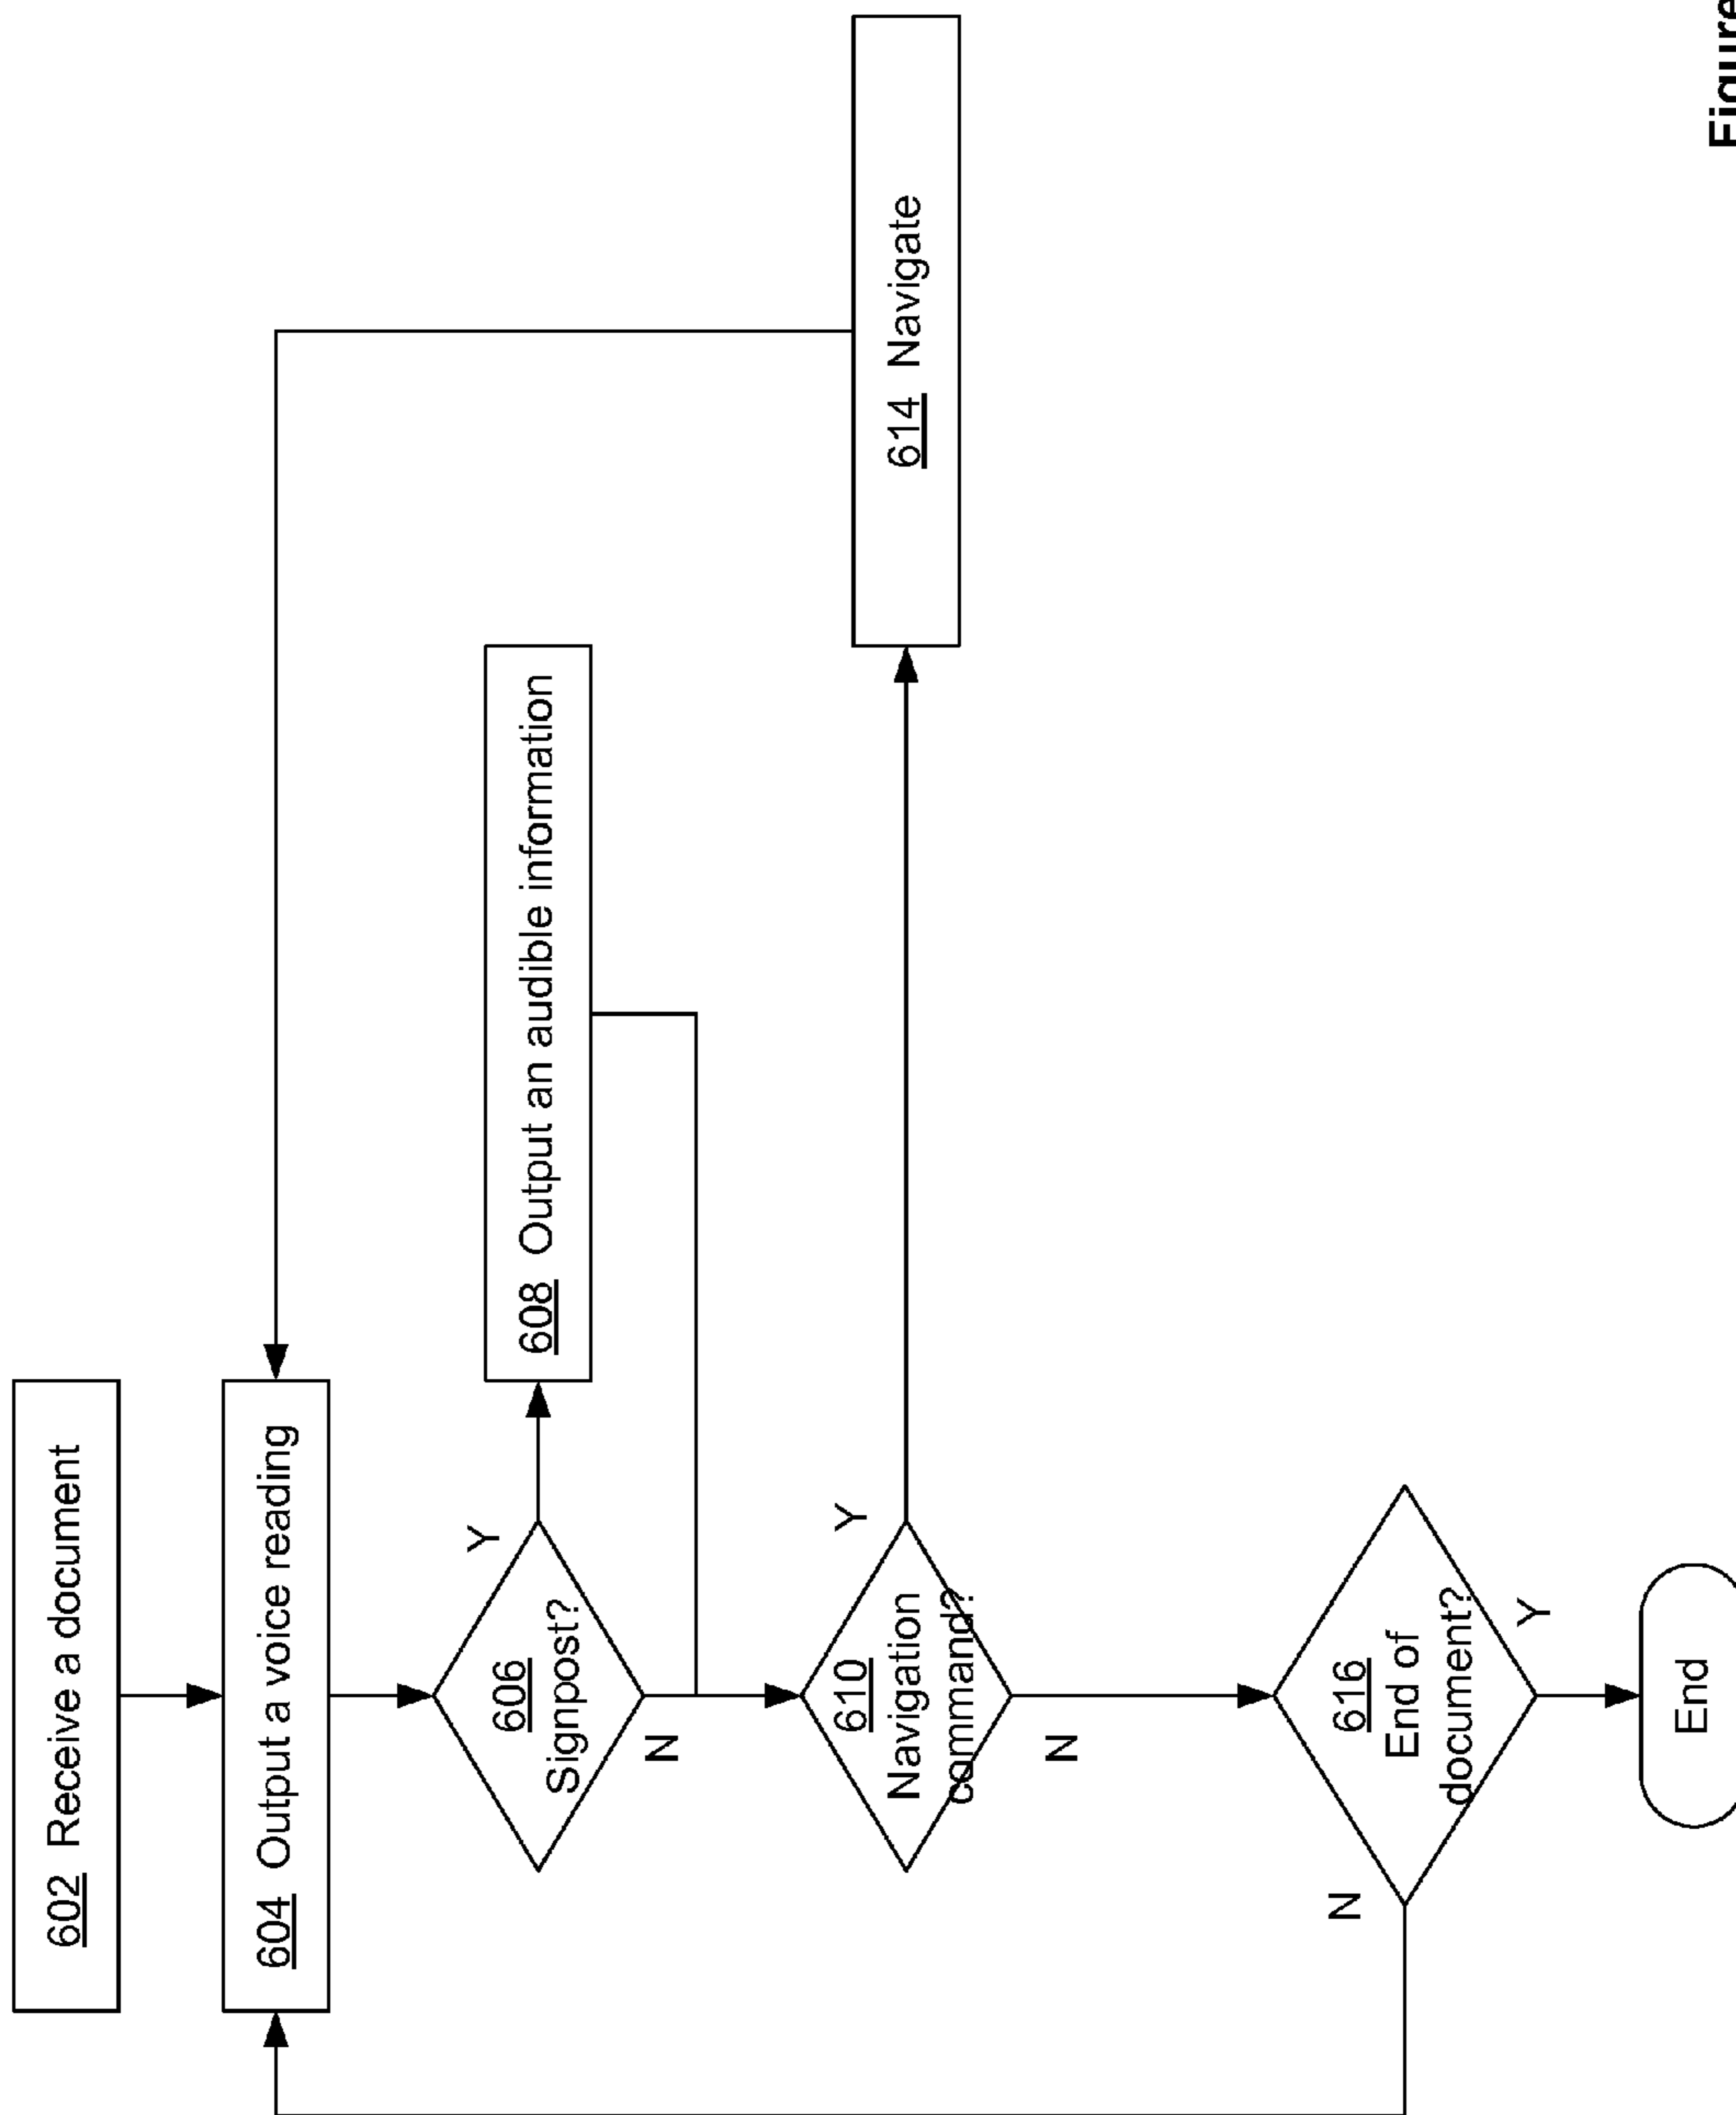 602 Receive a document
604 Output a voice reading
606
Signpost?
Y
N
608 Output an audible information
610
Navigation
command?
Y
N
614 Navigate
616
End of
document?
N
Y
End
Figure